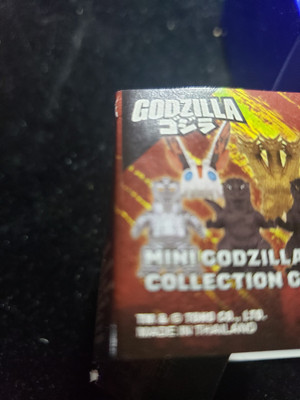 GODZILLA
ゴジラ
MINI GODZILLA
COLLECTION
TM & © TOHO CO., LTD.
MADE IN THAILAND